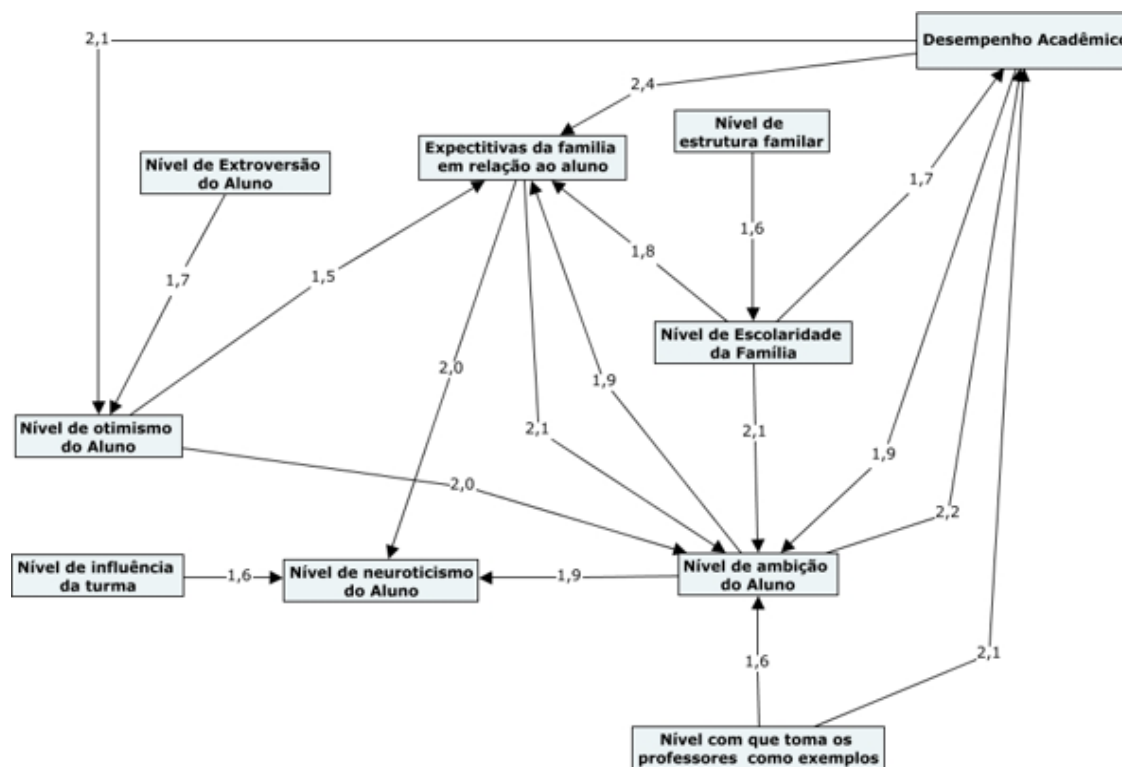 2,1
Desempenho Acadêmico
2,4
Nível de
estrutura familar
Expectitivas da familia
em relação ao aluno
Nível de Extroversão
do Aluno
1,7
1,6
1,8
1,7
1,5
Nível de Escolaridade
da Família
2,0
1,9
Nível de otimismo
do Aluno
2,1
2,1
1,9
2,0
2,2
Nível de influência
da turma
1,6
Nível de neuroticismo
do Aluno
1,9
Nível de ambição
do Aluno
1,6
2,1
Nível com que toma os
professores como exemplos